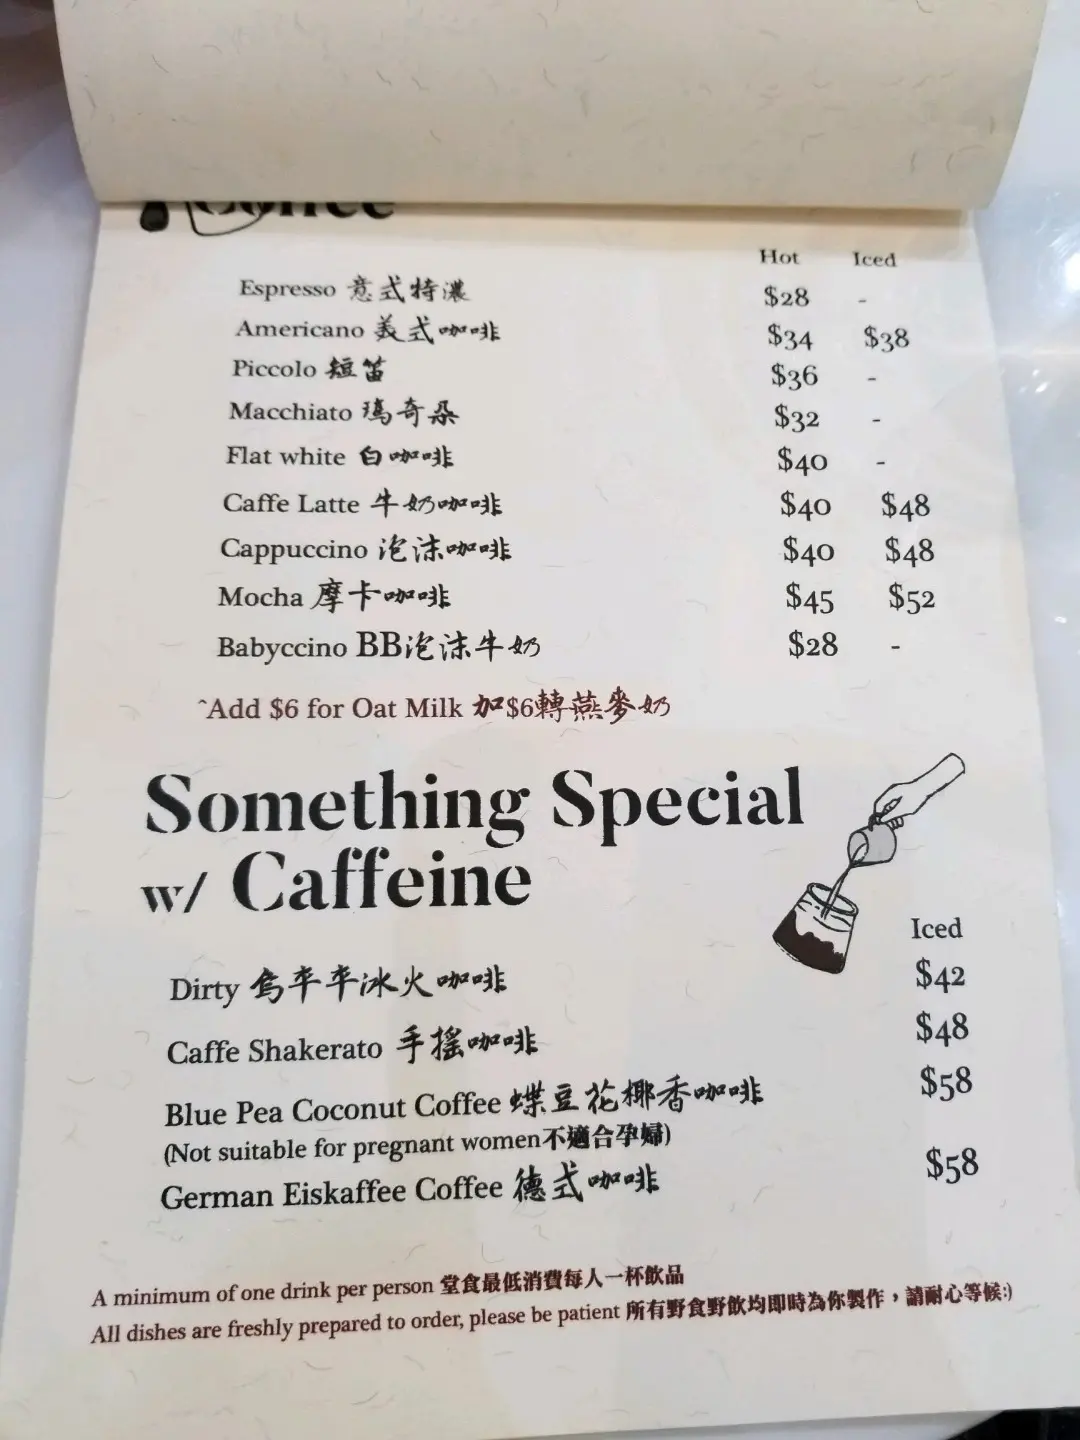 Coffee
Hot Iced
Espresso 意式特濃 $28 -
Americano 美式咖啡 $34 $38
Piccolo 短笛 $36 -
Macchiato 瑪奇朵 $32 -
Flat white 白咖啡 $40 -
Caffe Latte 牛奶咖啡 $40 $48
Cappuccino 泡沫咖啡 $40 $48
Mocha 摩卡咖啡 $45 $52
Babyccino BB泡沫牛奶 $28 -
^Add $6 for Oat Milk 加$6轉燕麥奶
Something Special
w/ Caffeine
Iced
Dirty 烏卒卒冰火咖啡 $42
Caffe Shakerato 手搖咖啡 $48
Blue Pea Coconut Coffee 蝶豆花椰香咖啡 $58
(Not suitable for pregnant women不適合孕婦)
German Eiskaffee Coffee 德式咖啡 $58
A minimum of one drink per person 堂食最低消費每人一杯飲品
All dishes are freshly prepared to order, please be patient 所有野食野飲均即時為你製作，請耐心等候:)